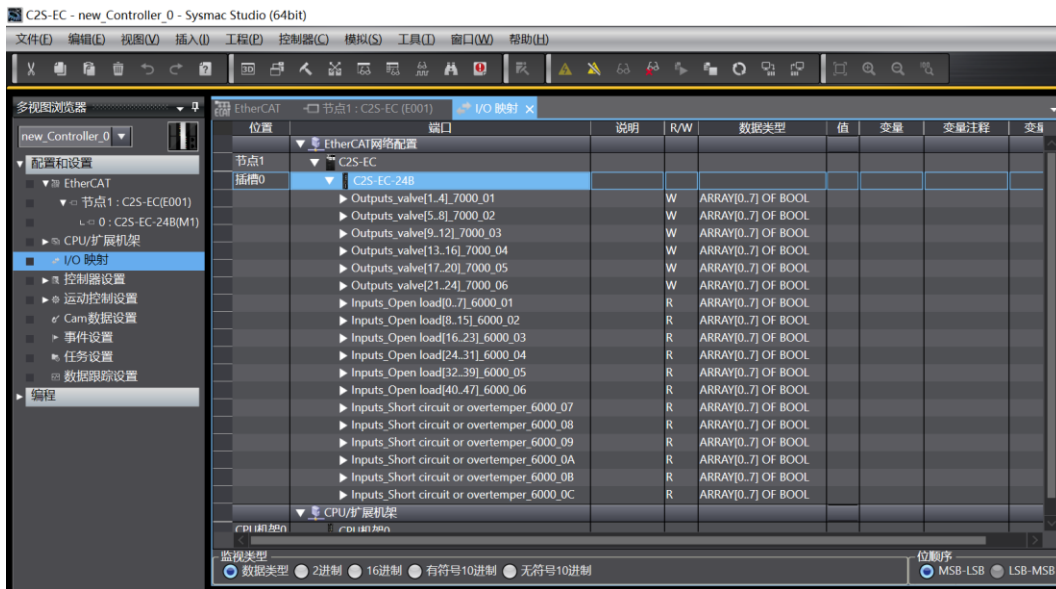 C2S-EC - new_Controller_0 - Sysmac Studio (64bit)
文件(F) 编辑(E) 视图(V) 插入(I) 工程(P) 控制器(C) 模拟(S) 工具(T) 窗口(W) 帮助(H)
多视图浏览器
new_Controller_0
配置和设置
EtherCAT
节点1 : C2S-EC(E001)
0 : C2S-EC-24B(M1)
CPU/扩展机架
I/O 映射
控制器设置
运动控制设置
Cam数据设置
事件设置
任务设置
数据跟踪设置
编程
EtherCAT 节点1 : C2S-EC (E001) I/O 映射
位置 端口 说明 R/W 数据类型 值 变量 变量注释 变量
EtherCAT网络配置
节点1 C2S-EC
插槽0 C2S-EC-24B
Outputs_valve[1..4]_7000_01 W ARRAY[0..7] OF BOOL
Outputs_valve[5..8]_7000_02 W ARRAY[0..7] OF BOOL
Outputs_valve[9..12]_7000_03 W ARRAY[0..7] OF BOOL
Outputs_valve[13..16]_7000_04 W ARRAY[0..7] OF BOOL
Outputs_valve[17..20]_7000_05 W ARRAY[0..7] OF BOOL
Outputs_valve[21..24]_7000_06 W ARRAY[0..7] OF BOOL
Inputs_Open load[0..7]_6000_01 R ARRAY[0..7] OF BOOL
Inputs_Open load[8..15]_6000_02 R ARRAY[0..7] OF BOOL
Inputs_Open load[16..23]_6000_03 R ARRAY[0..7] OF BOOL
Inputs_Open load[24..31]_6000_04 R ARRAY[0..7] OF BOOL
Inputs_Open load[32..39]_6000_05 R ARRAY[0..7] OF BOOL
Inputs_Open load[40..47]_6000_06 R ARRAY[0..7] OF BOOL
Inputs_Short circuit or overtemper_6000_07 R ARRAY[0..7] OF BOOL
Inputs_Short circuit or overtemper_6000_08 R ARRAY[0..7] OF BOOL
Inputs_Short circuit or overtemper_6000_09 R ARRAY[0..7] OF BOOL
Inputs_Short circuit or overtemper_6000_0A R ARRAY[0..7] OF BOOL
Inputs_Short circuit or overtemper_6000_0B R ARRAY[0..7] OF BOOL
Inputs_Short circuit or overtemper_6000_0C R ARRAY[0..7] OF BOOL
CPU/扩展机架
CPU机架0 CPU机架0
监视类型
数据类型 2进制 16进制 有符号10进制 无符号10进制
位顺序
MSB-LSB LSB-MSB